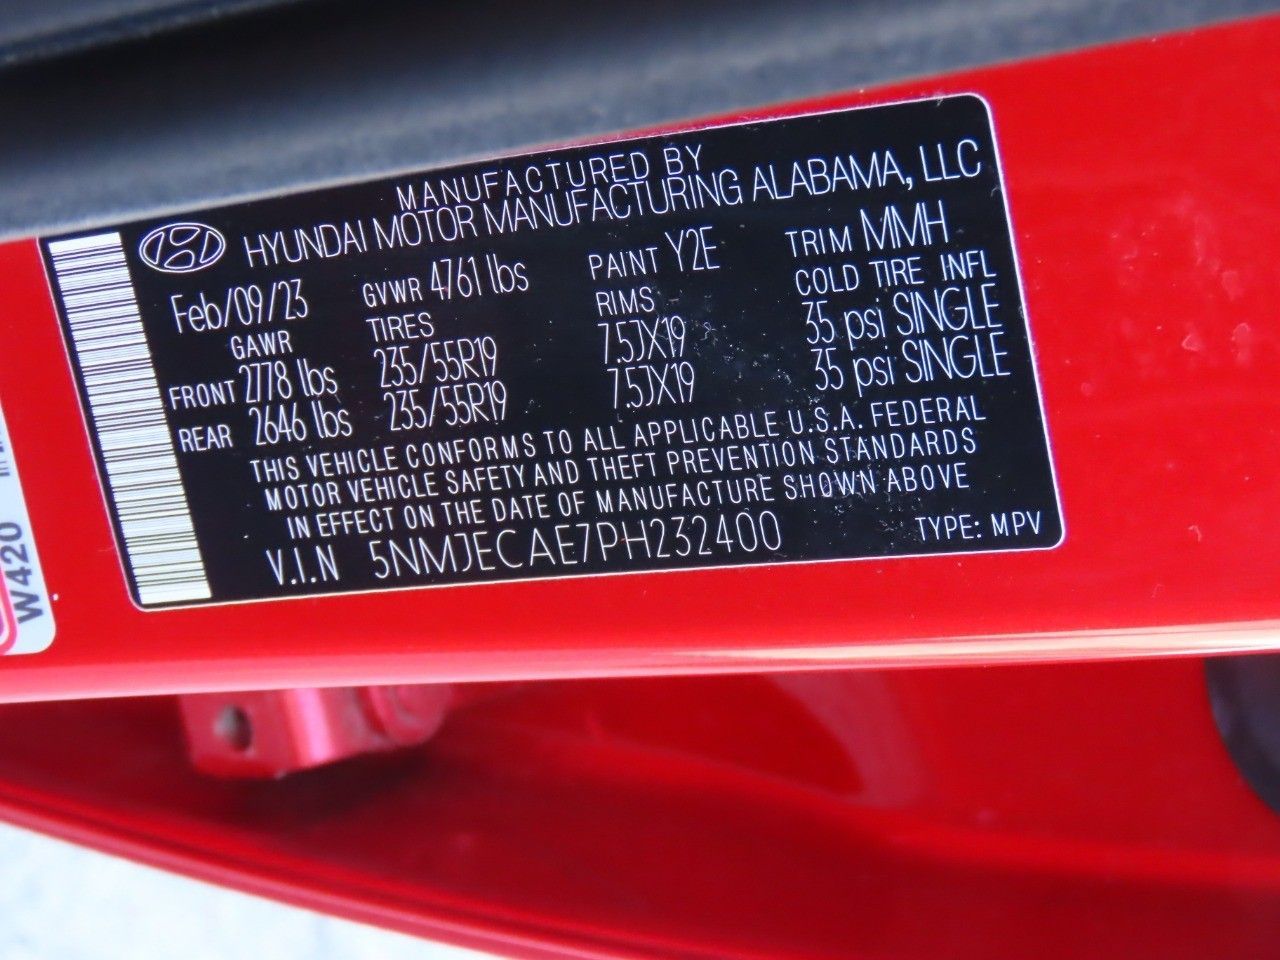 MANUFACTURED BY
HYUNDAI MOTOR MANUFACTURING ALABAMA, LLC
Feb/09/23 GVWR 4761 lbs PAINT Y2E TRIM MMH
GAWR TIRES RIMS COLD TIRE INFL
FRONT 2778 lbs 235/55R19 7.5JX19 35 psi SINGLE
REAR 2646 lbs 235/55R19 7.5JX19 35 psi SINGLE
THIS VEHICLE CONFORMS TO ALL APPLICABLE U.S.A. FEDERAL
MOTOR VEHICLE SAFETY AND THEFT PREVENTION STANDARDS
IN EFFECT ON THE DATE OF MANUFACTURE SHOWN ABOVE
V.I.N 5NMJECAE7PH232400 TYPE: MPV
W420